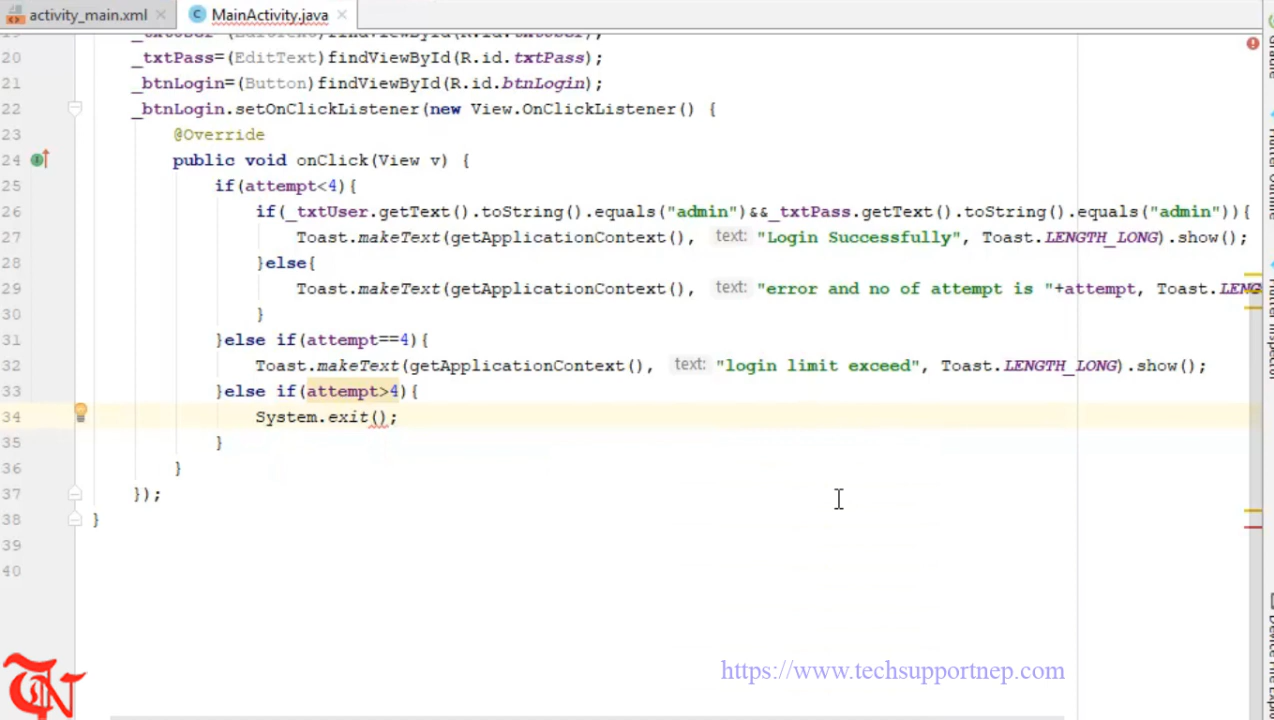 activity_main.xml
MainActivity.java
20 _txtPass=(EditText)findViewById(R.id.txtPass);
21 _btnLogin=(Button)findViewById(R.id.btnLogin);
22 _btnLogin.setOnClickListener(new View.OnClickListener() {
23 @Override
24 public void onClick(View v) {
25 if(attempt<4){
26 if(_txtUser.getText().toString().equals("admin")&&_txtPass.getText().toString().equals("admin")){
27 Toast.makeText(getApplicationContext(), text: "Login Successfully", Toast.LENGTH_LONG).show();
28 }else{
29 Toast.makeText(getApplicationContext(), text: "error and no of attempt is "+attempt, Toast.LENG
30 }
31 }else if(attempt==4){
32 Toast.makeText(getApplicationContext(), text: "login limit exceed", Toast.LENGTH_LONG).show();
33 }else if(attempt>4){
34 System.exit();
35 }
36 }
37 });
38 }
39
40
https://www.techsupportnep.com